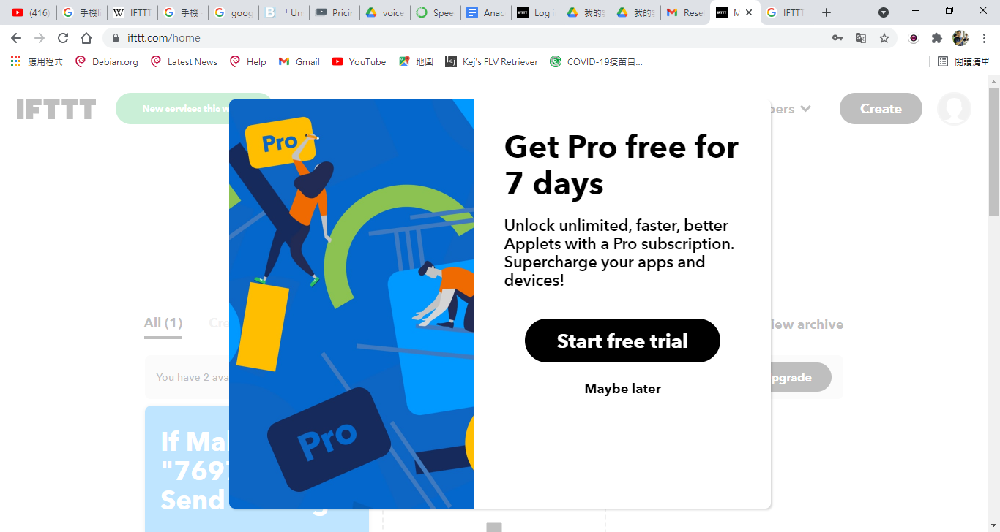 (416)
手機
IFTTT
手機
goog
「Un
Pricin
voice
Spee
Anac
Log i
我的
我的
Rese
IFTTT
ifttt.com/home
應用程式
Debian.org
Latest News
Help
Gmail
YouTube
地圖
Kej's FLV Retriever
COVID-19疫苗自...
閱讀清單
IFTTT
New services this w
Create
Pro
Get Pro free for
7 days
Unlock unlimited, faster, better
Applets with a Pro subscription.
Supercharge your apps and
devices!
All (1)
Cre
iew archive
Start free trial
You have 2 ava
pgrade
Maybe later
Pro
If Ma
"769
Send